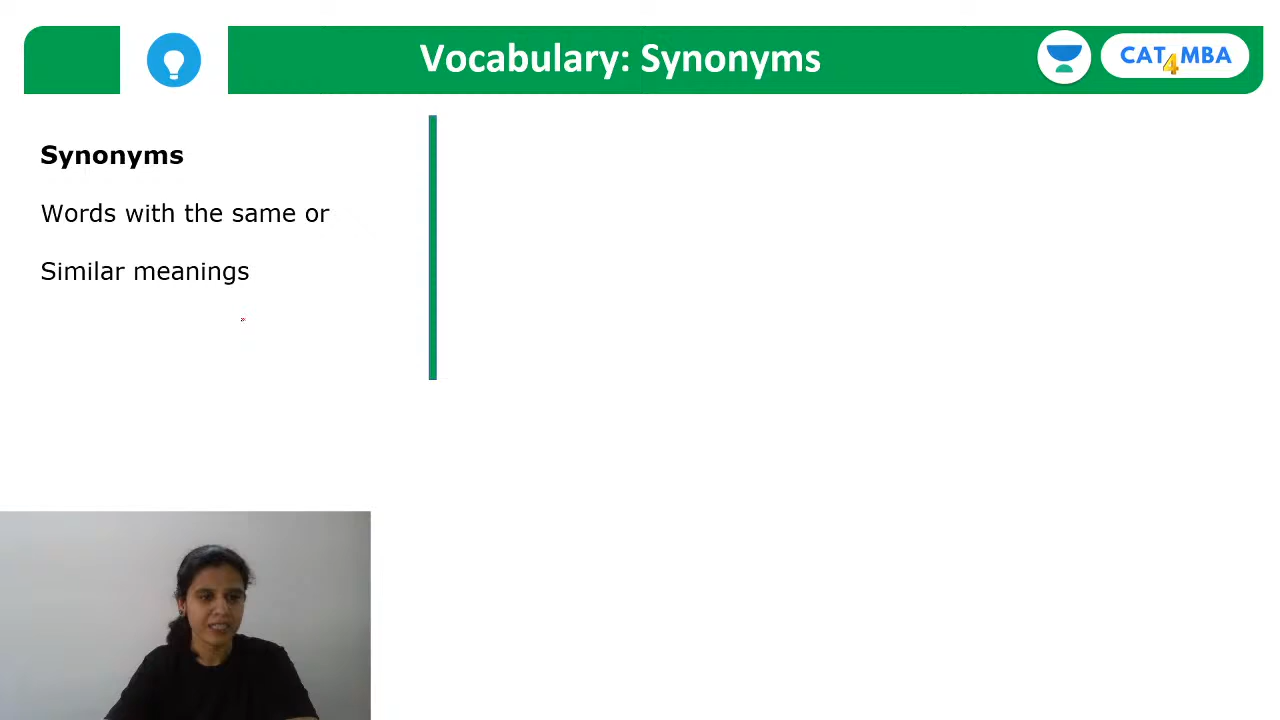 Vocabulary: Synonyms
CAT4MBA
Synonyms
Words with the same or
Similar meanings